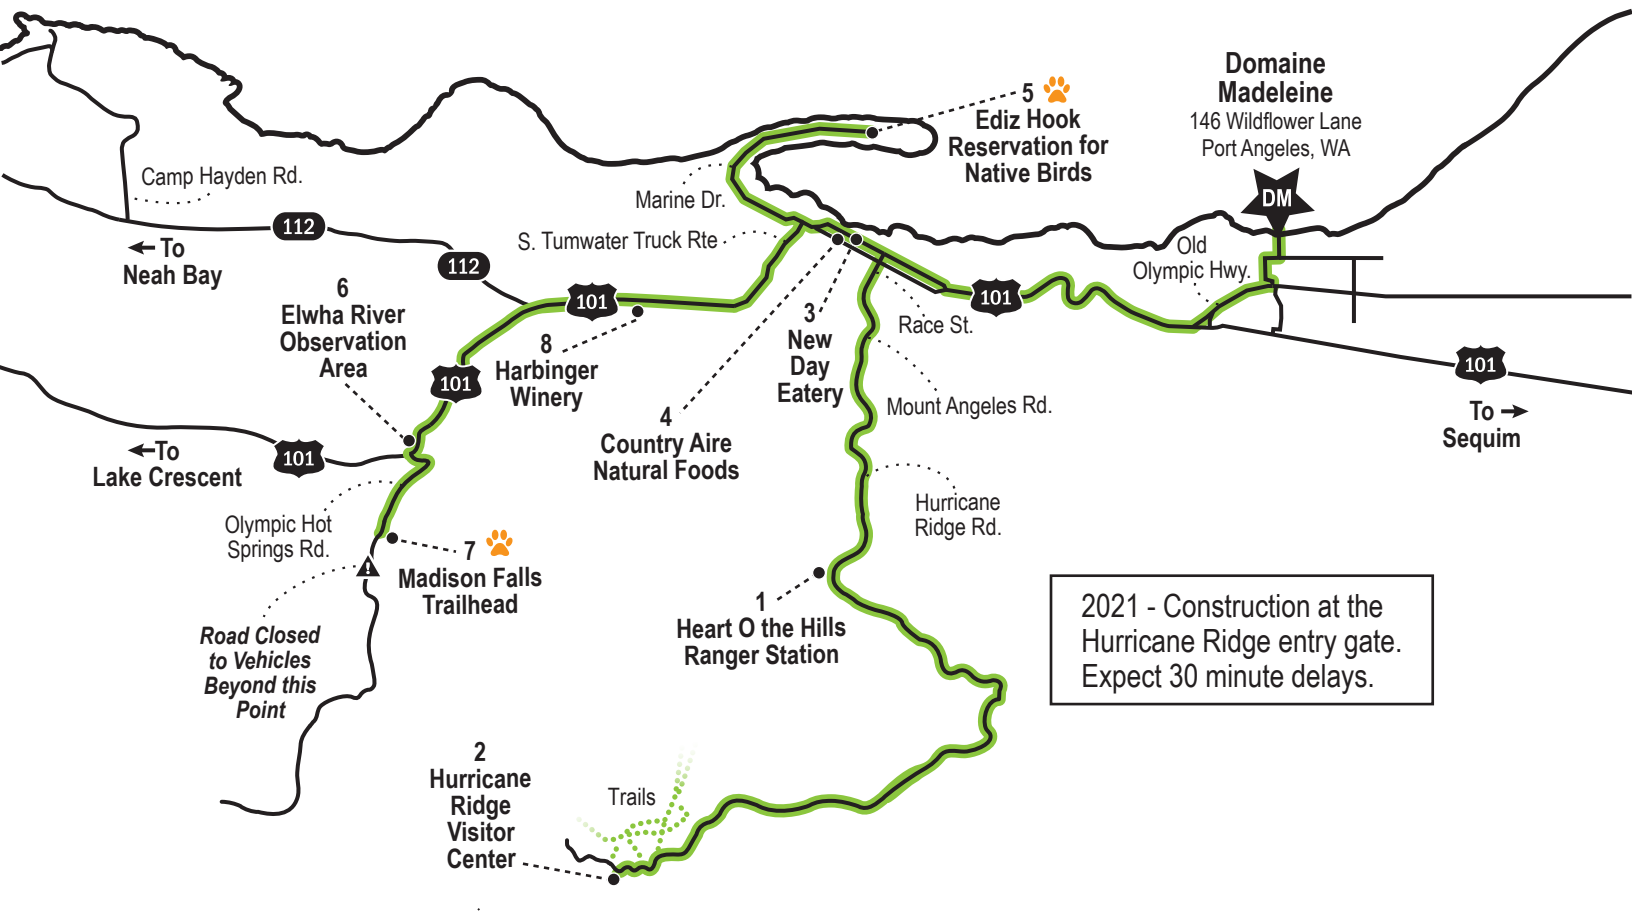 Domaine
Madeleine
146 Wildflower Lane
Port Angeles, WA
DM
5
Ediz Hook
Reservation for
Native Birds
Camp Hayden Rd.
Marine Dr.
112
S. Tumwater Truck Rte
To
Neah Bay
112
Old
Olympic Hwy.
6
Elwha River
Observation
Area
101
101
3
New
Day
Eatery
Race St.
8
Harbinger
Winery
101
101
To
Sequim
Mount Angeles Rd.
4
Country Aire
Natural Foods
To
Lake Crescent
101
Hurricane
Ridge Rd.
Olympic Hot
Springs Rd.
7
Madison Falls
Trailhead
!
Road Closed
to Vehicles
Beyond this
Point
1
Heart O the Hills
Ranger Station
2021 - Construction at the
Hurricane Ridge entry gate.
Expect 30 minute delays.
2
Hurricane
Ridge
Visitor
Center
Trails